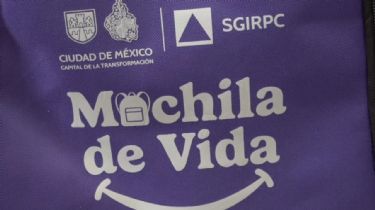 CIUDAD DE MÉXICO
CAPITAL DE LA TRANSFORMACIÓN
SGIRPC
Mochila
de Vida